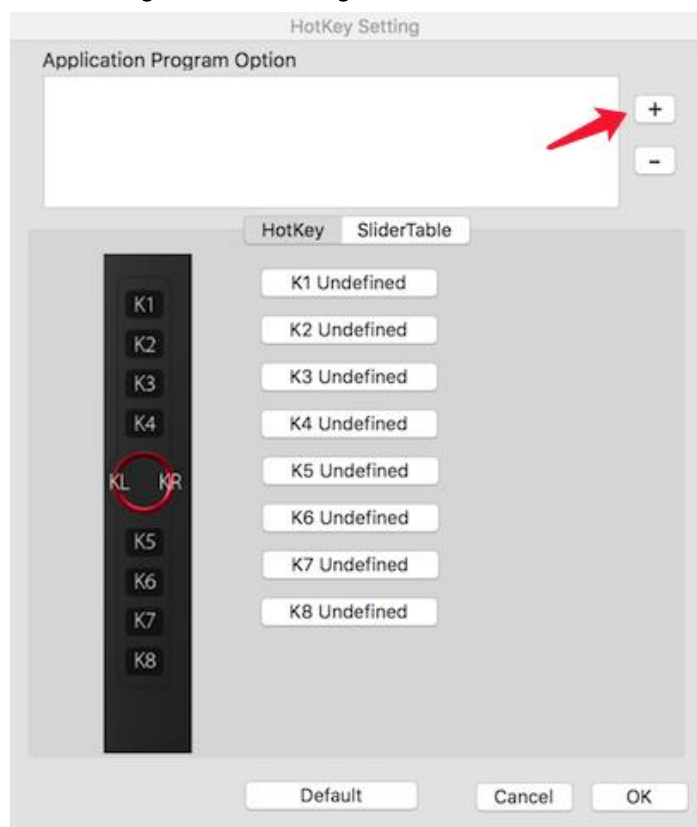 HotKey Setting
Application Program Option
+
-
HotKey SliderTable
K1 Undefined
K2 Undefined
K3 Undefined
K4 Undefined
K5 Undefined
K6 Undefined
K7 Undefined
K8 Undefined
K1
K2
K3
K4
KL KR
K5
K6
K7
K8
Default Cancel OK